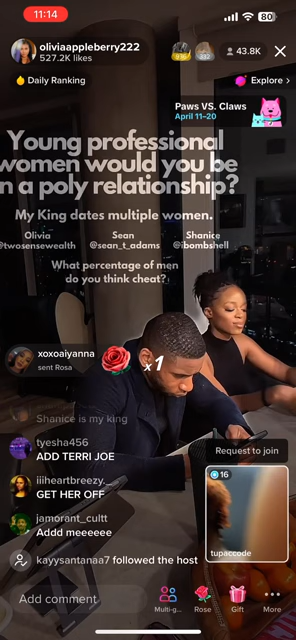 11:14
80
oliviaappleberry222
527.2K likes
816
332
43.8K
Daily Ranking
Explore >
Paws VS. Claws
April 11-20
Young professional
women would you be
n a poly relationship?
My King dates multiple women.
Olivia Sean Shanice
@twosensewealth @sean_t_adams @ibombshell
What percentage of men
do you think cheat?
xoxoaiyanna
sent Rosa
x1
Shanice is my king
tyesha456
ADD TERRI JOE
iiiheartbreezy._
GET HER OFF
jamorant_cultt
Addd meeeeee
kayysantanaa7 followed the host
Request to join
16
tupaccode
Add comment
Multi-g...
Rose
Gift
More